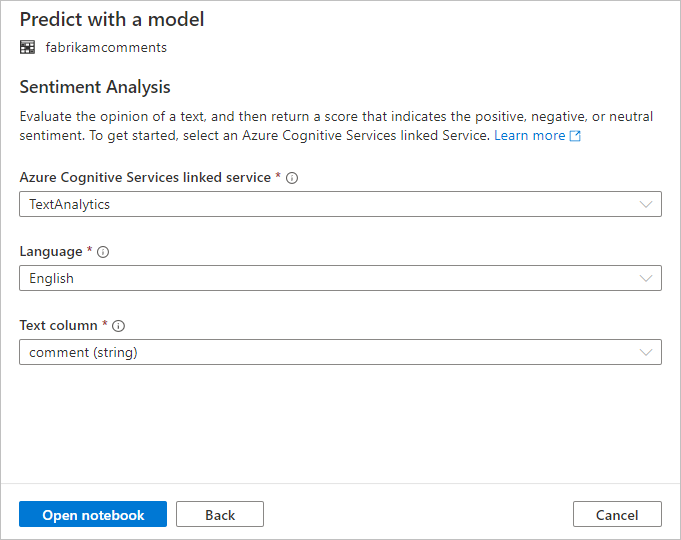 Predict with a model
fabrikamcomments
Sentiment Analysis
Evaluate the opinion of a text, and then return a score that indicates the positive, negative, or neutral
sentiment. To get started, select an Azure Cognitive Services linked Service. Learn more
Azure Cognitive Services linked service *
TextAnalytics
Language *
English
Text column *
comment (string)
Open notebook Back Cancel